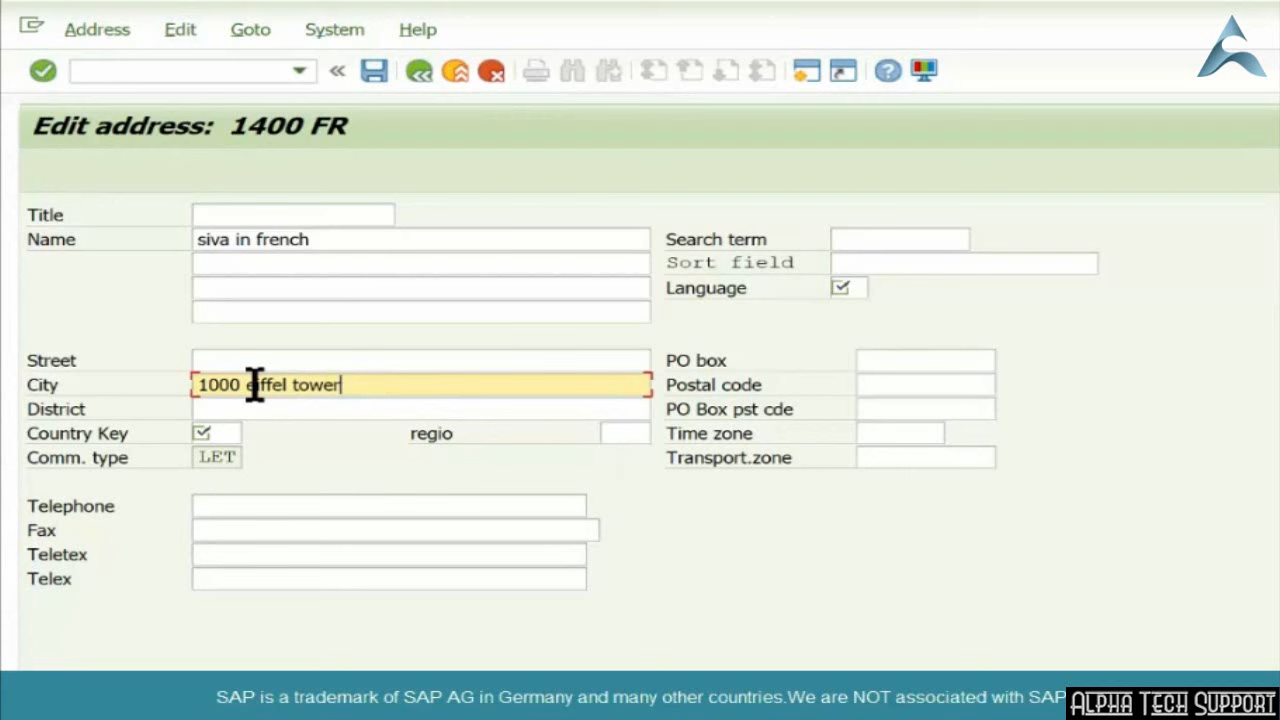 Address Edit Goto System Help
Edit address: 1400 FR
Title
Name siva in french Search term
Sort field
Language
Street PO box
City 1000 eiffel tower Postal code
District PO Box pst cde
Country Key regio Time zone
Comm. type LET Transport.zone
Telephone
Fax
Teletex
Telex
SAP is a trademark of SAP AG in Germany and many other countries.We are NOT associated with SAP
ALPHA TECH SUPPORT